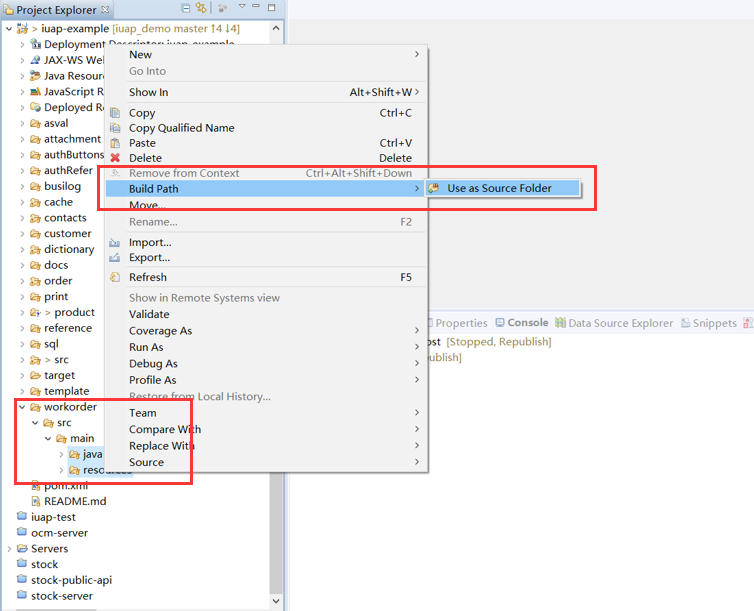 Project Explorer
> iuap-example [iuap_demo master ↑4 ↓4]
Deployment Descriptor: iuap-example
JAX-WS We
Java Resour
JavaScript R
Deployed Re
asval
attachment
authButtons
authRefer
busilog
cache
contacts
customer
dictionary
docs
order
print
> product
reference
sql
> src
target
template
workorder
src
main
java
resources
pom.xml
README.md
iuap-test
ocm-server
Servers
stock
stock-public-api
stock-server
New
Go Into
Show In Alt+Shift+W
Copy Ctrl+C
Copy Qualified Name
Paste Ctrl+V
Delete Delete
Remove from Context Ctrl+Alt+Shift+Down
Build Path
Move...
Rename... F2
Import...
Export...
Refresh F5
Show in Remote Systems view
Validate
Coverage As
Run As
Debug As
Profile As
Restore from Local History...
Team
Compare With
Replace With
Source
Use as Source Folder
Properties Console Data Source Explorer Snippets
ost [Stopped, Republish]
ublish]